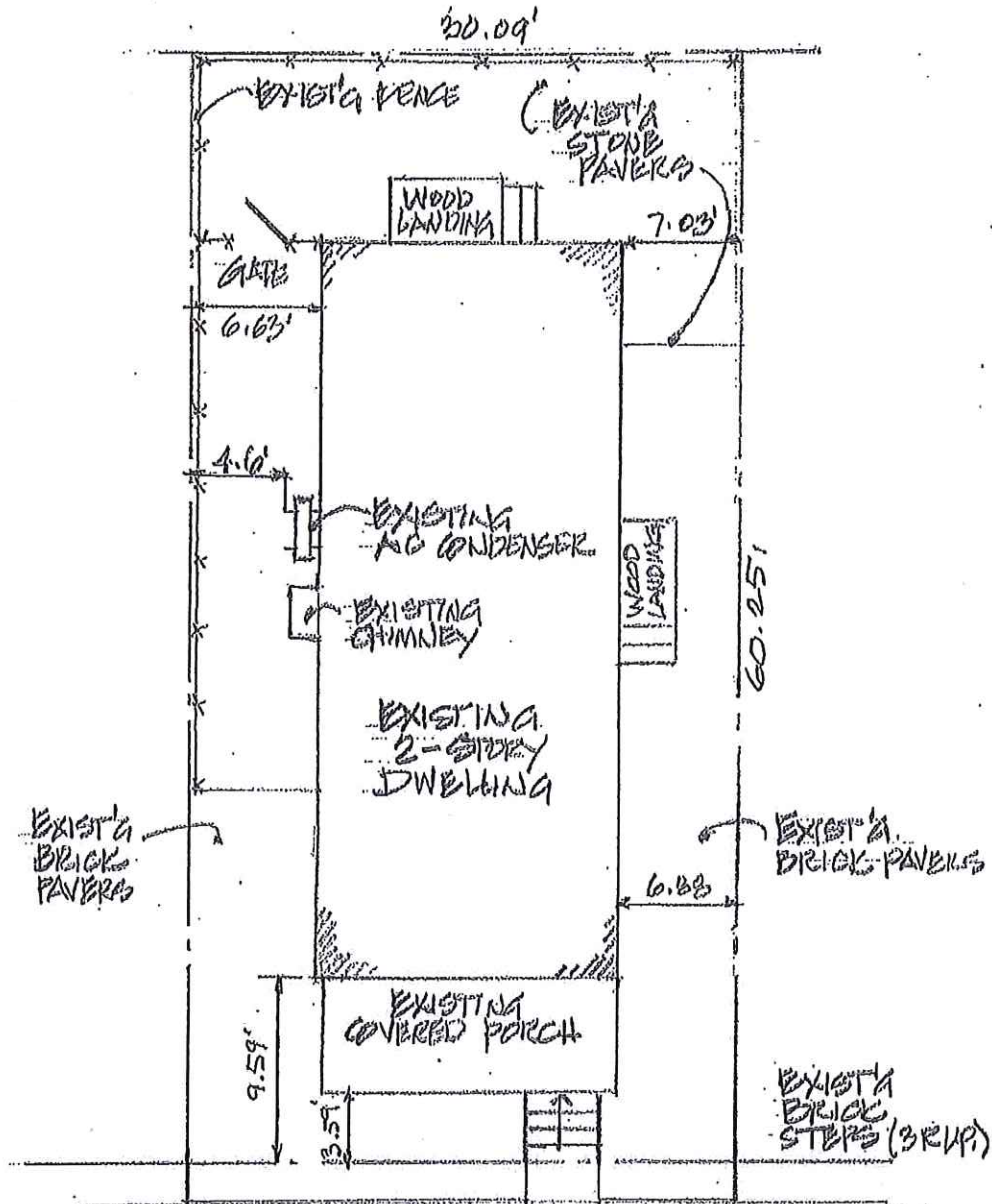 30.09'
EXIST'G FENCE
EXIST'G
STONE
PAVERS
WOOD
LANDING
7.03'
GATE
6.63'
4.6'
EXISTING
AC CONDENSER
WOOD
LANDING
60.25'
EXISTING
CHIMNEY
EXISTING
2-STORY
DWELLING
EXIST'G
BRICK
PAVERS
EXIST'G
BRICK PAVERS
6.88
EXISTING
COVERED PORCH
9.59'
3.59'
EXIST'G
BRICK
STEPS (3R UP)